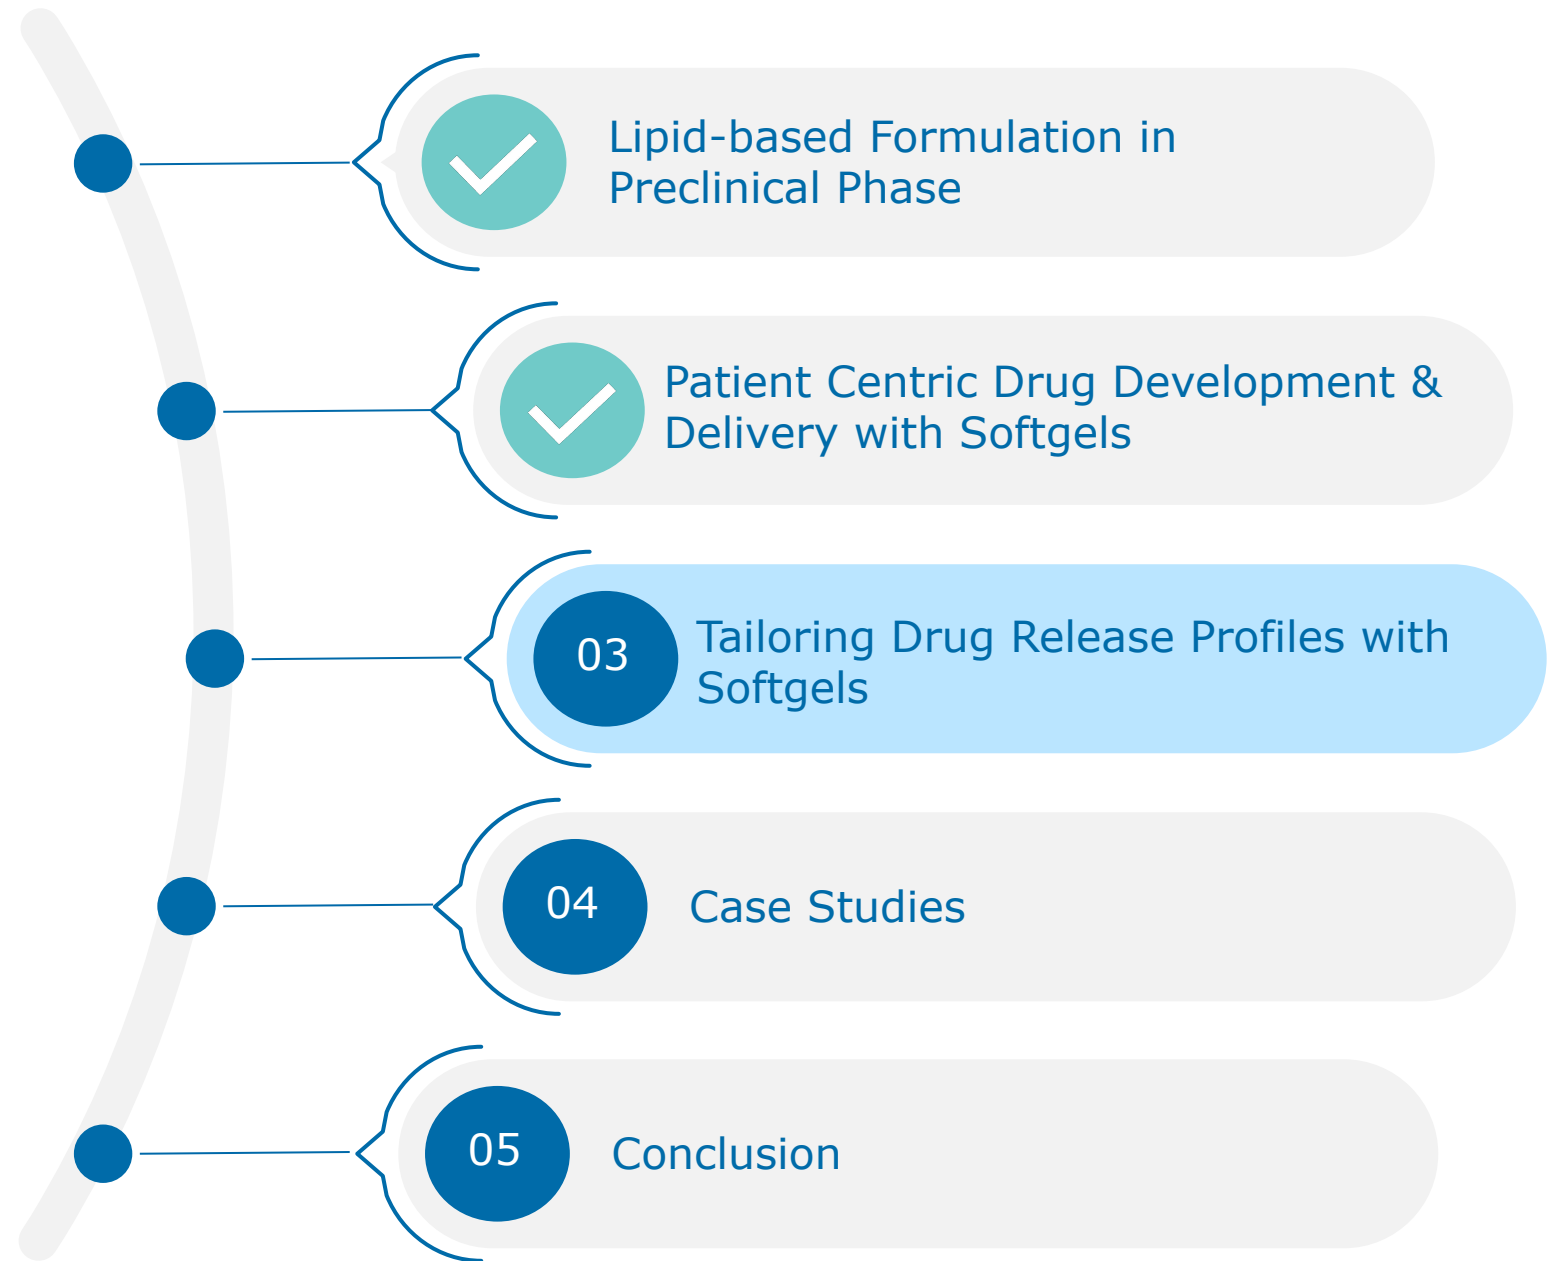 Lipid-based Formulation in
Preclinical Phase
Patient Centric Drug Development &
Delivery with Softgels
03
Tailoring Drug Release Profiles with
Softgels
04
Case Studies
05
Conclusion